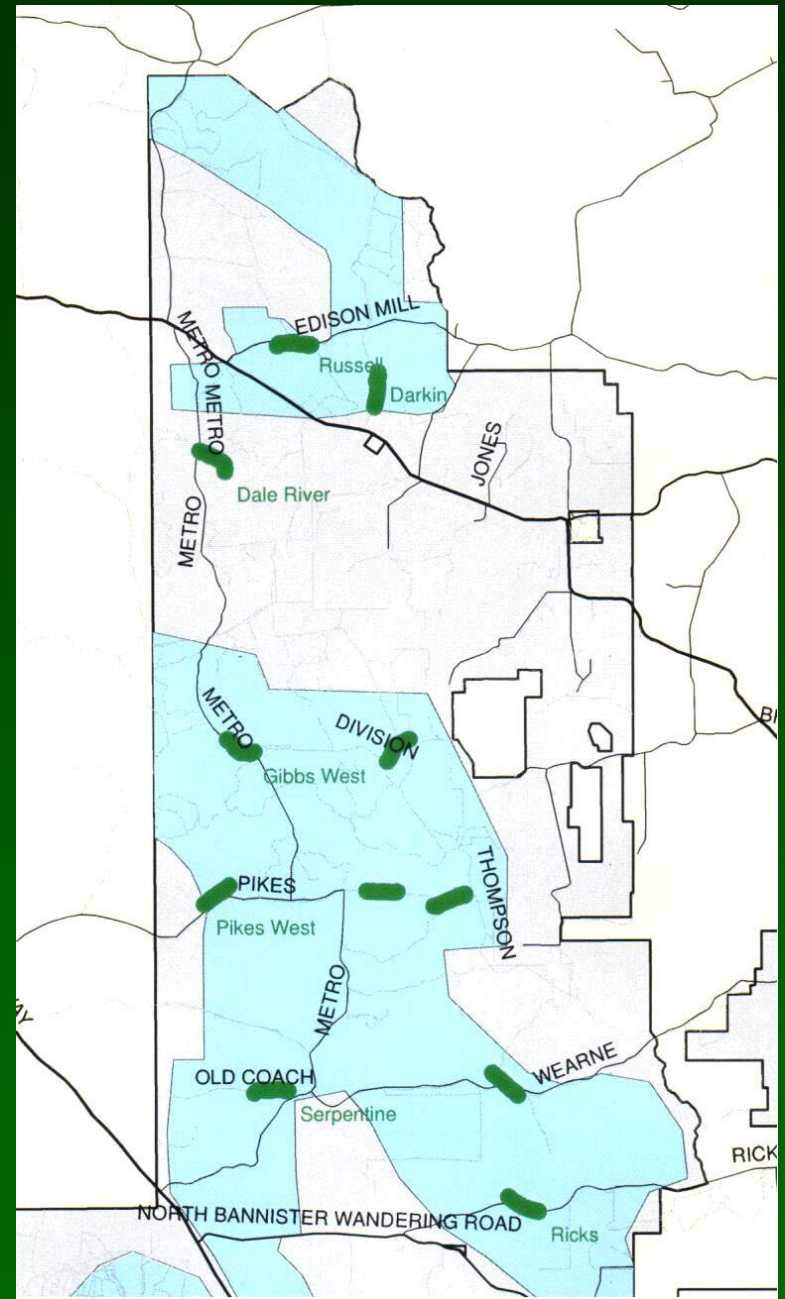 EDISON MILL
METRO METRO
Russell
Darkin
JONES
Dale River
METRO
METRO
DIVISION
Gibbs West
THOMPSON
PIKES
Pikes West
METRO
WEARNE
OLD COACH
Serpentine
RICK
NORTH BANNISTER WANDERING ROAD
Ricks